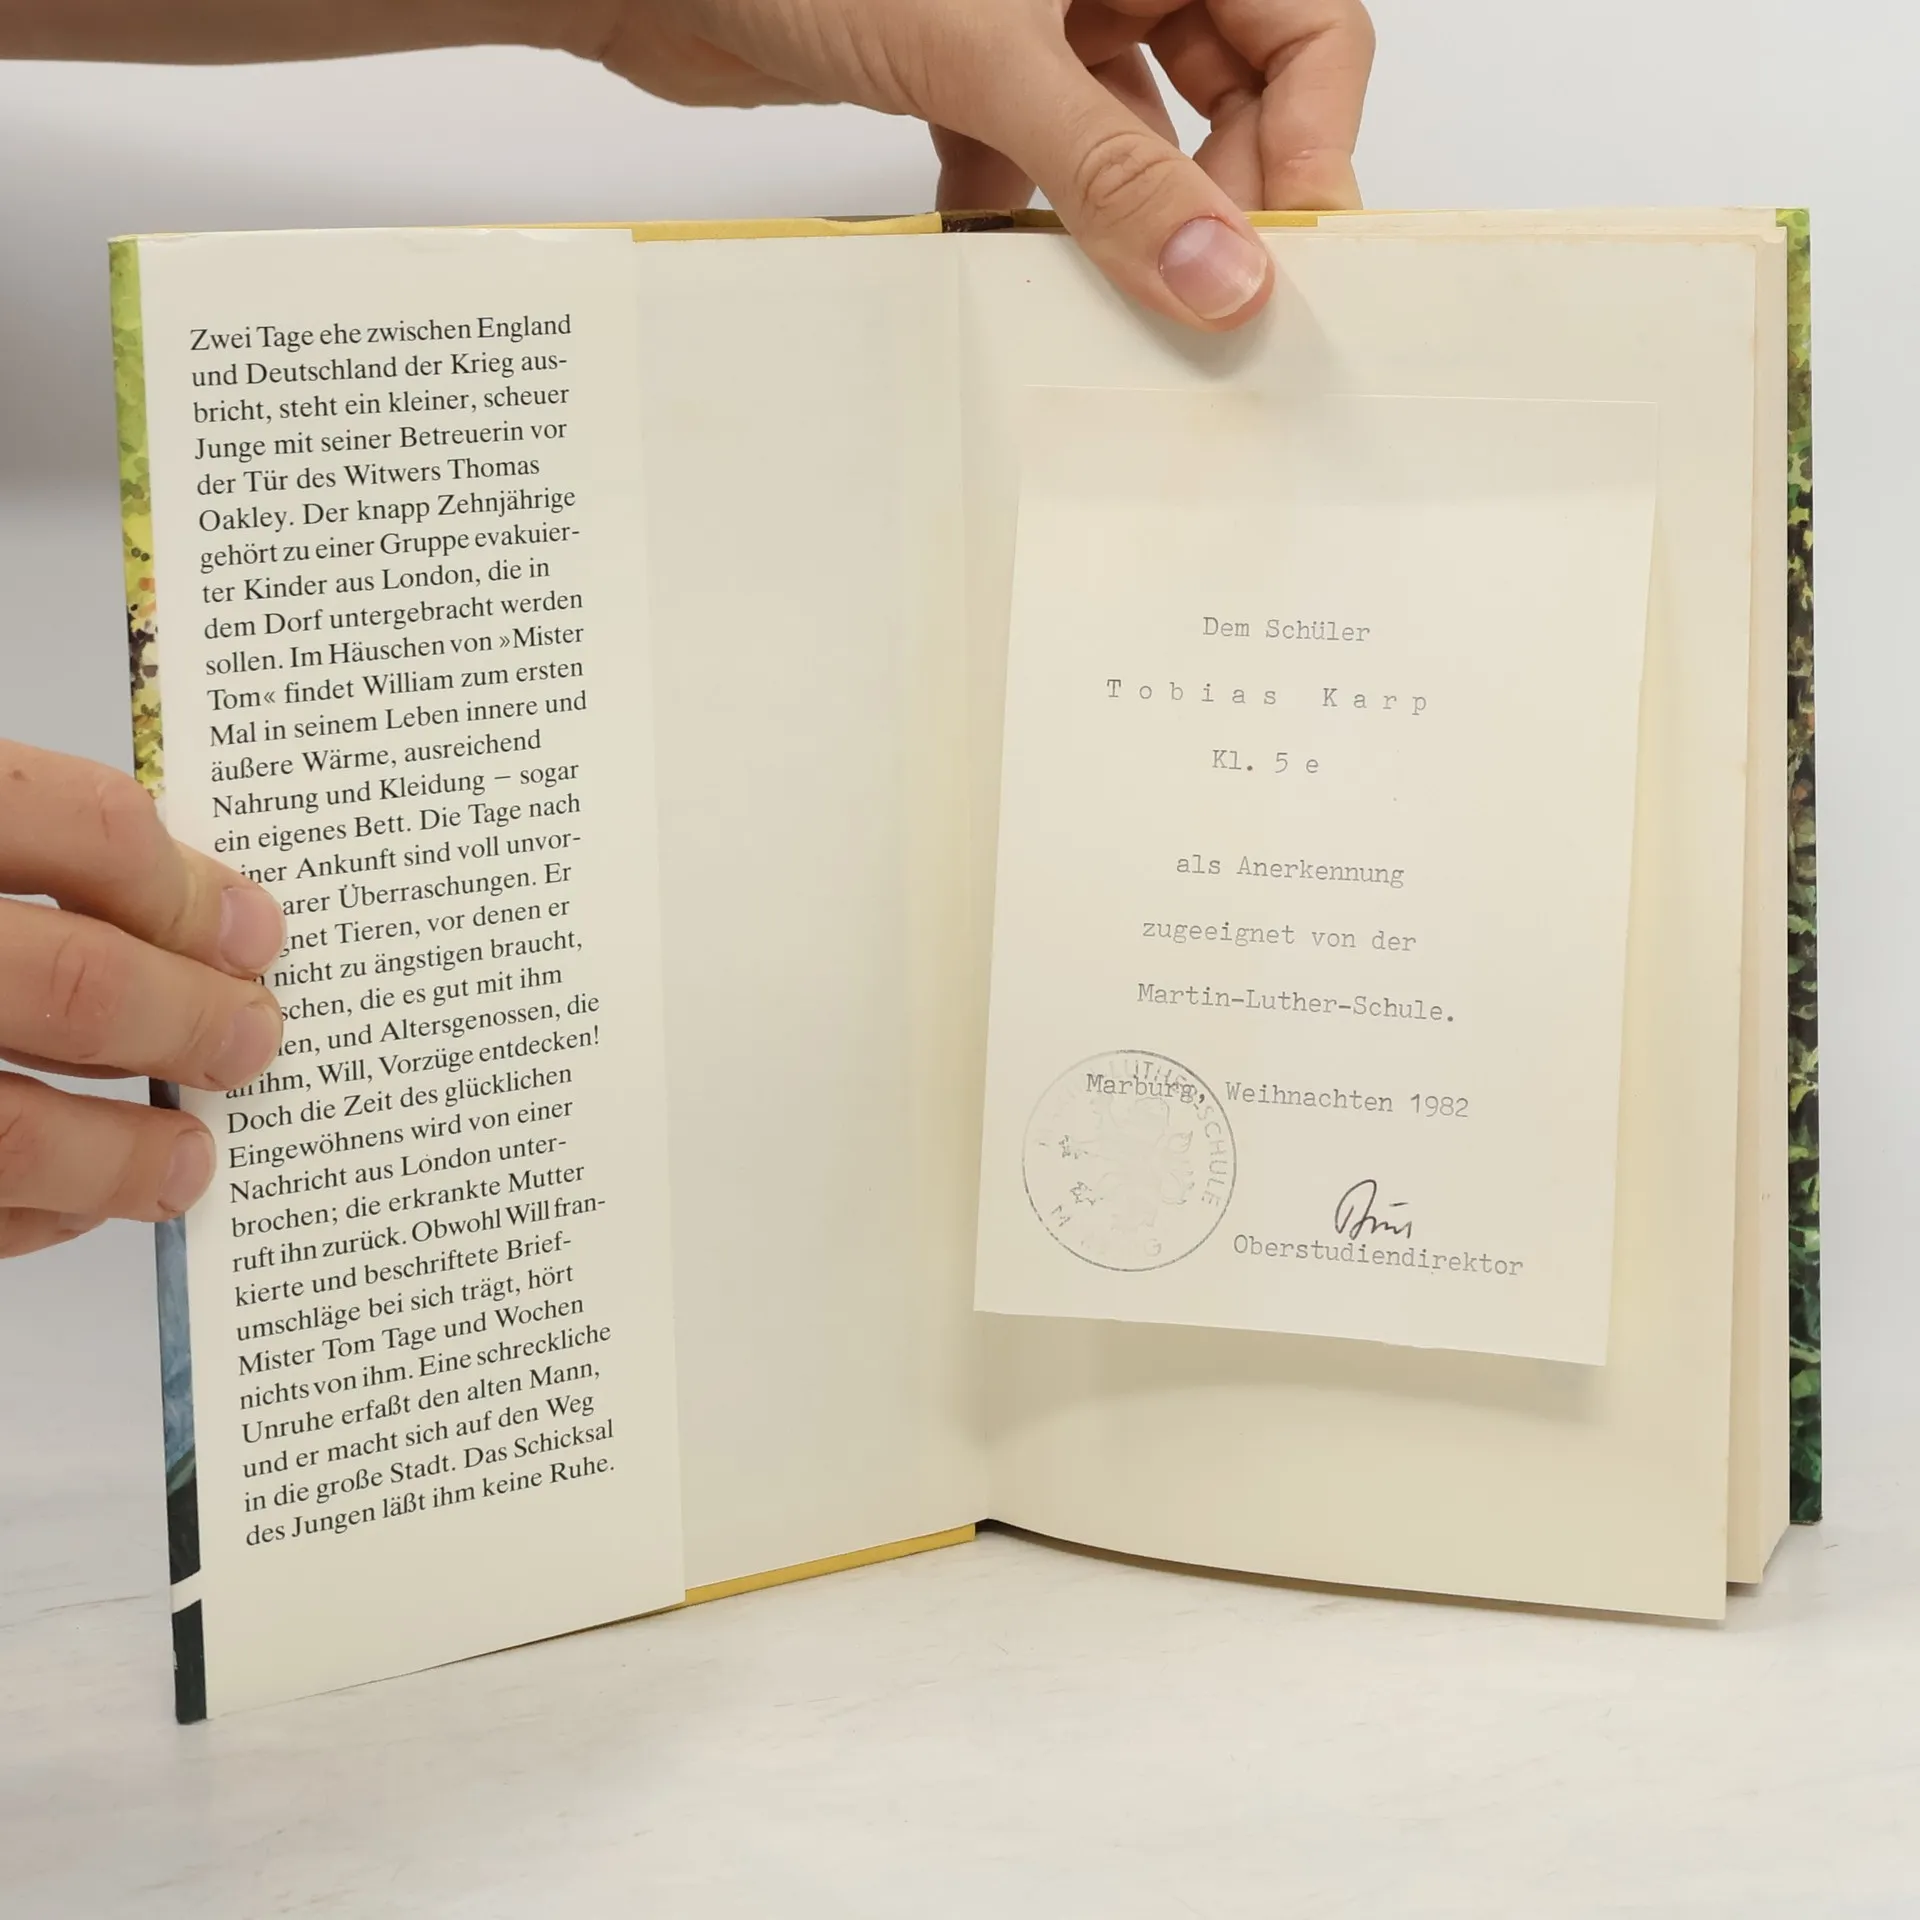 Zwei Tage ehe zwischen England
und Deutschland der Krieg aus-
bricht, steht ein kleiner, scheuer
Junge mit seiner Betreuerin vor
der Tür des Witwers Thomas
Oakley. Der knapp Zehnjährige
gehört zu einer Gruppe evakuier-
ter Kinder aus London, die in
dem Dorf untergebracht werden
sollen. Im Häuschen von »Mister
Tom« findet William zum ersten
Mal in seinem Leben innere und
äußere Wärme, ausreichend
Nahrung und Kleidung – sogar
ein eigenes Bett. Die Tage nach
iner Ankunft sind voll unvor-
arer Überraschungen. Er
gnet Tieren, vor denen er
nicht zu ängstigen braucht,
schen, die es gut mit ihm
en, und Altersgenossen, die
an ihm, Will, Vorzüge entdecken!
Doch die Zeit des glücklichen
Eingewöhnens wird von einer
Nachricht aus London unter-
brochen; die erkrankte Mutter
ruft ihn zurück. Obwohl Will fran-
kierte und beschriftete Brief-
umschläge bei sich trägt, hört
Mister Tom Tage und Wochen
nichts von ihm. Eine schreckliche
Unruhe erfaßt den alten Mann,
und er macht sich auf den Weg
in die große Stadt. Das Schicksal
des Jungen läßt ihm keine Ruhe.
Dem Schüler
Tobias Karp
Kl. 5 e
als Anerkennung
zugeeignet von der
Martin-Luther-Schule.
Marburg, Weihnachten 1982
Oberstudiendirektor